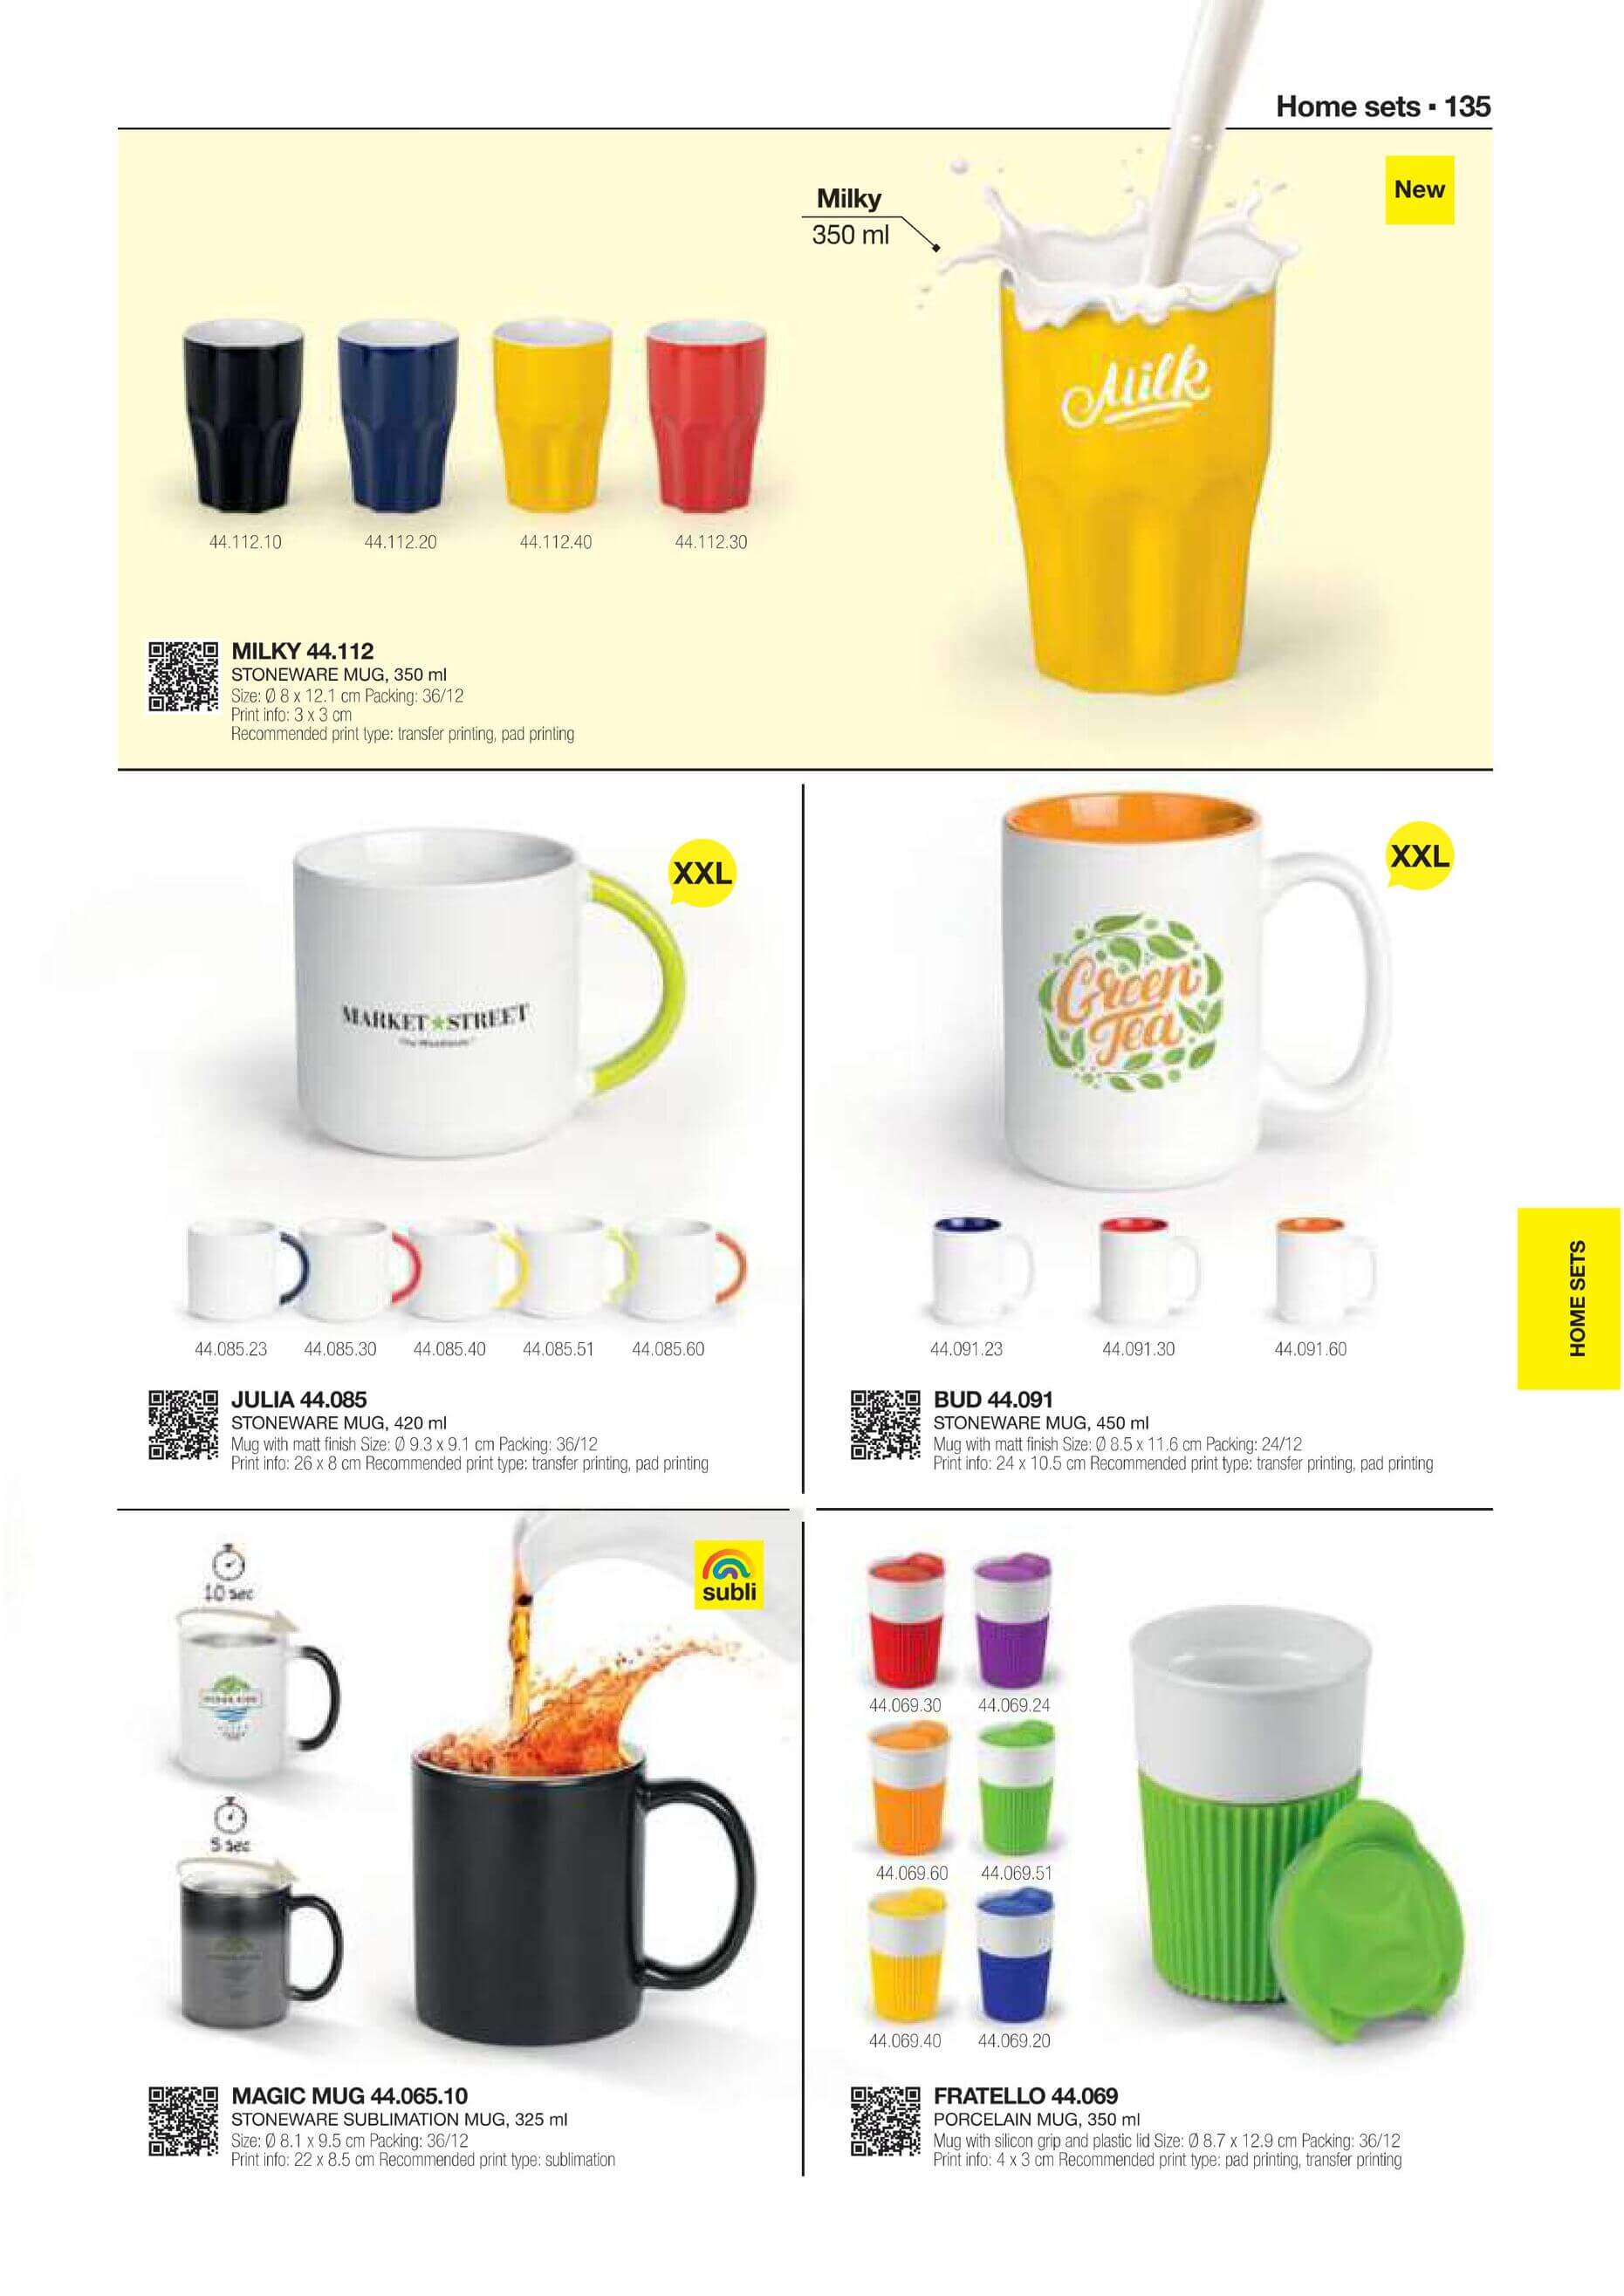 Home sets ▪ 135
New
Milky
350 ml
Milk
44.112.10 44.112.20 44.112.40 44.112.30
MILKY 44.112
STONEWARE MUG, 350 ml
Size: Ø 8 x 12.1 cm Packing: 36/12
Print info: 3 x 3 cm
Recommended print type: transfer printing, pad printing
XXL
MARKET★STREET
44.085.23 44.085.30 44.085.40 44.085.51 44.085.60
JULIA 44.085
STONEWARE MUG, 420 ml
Mug with matt finish Size: Ø 9.3 x 9.1 cm Packing: 36/12
Print info: 26 x 8 cm Recommended print type: transfer printing, pad printing
XXL
Green
Tea
44.091.23 44.091.30 44.091.60
BUD 44.091
STONEWARE MUG, 450 ml
Mug with matt finish Size: Ø 8.5 x 11.6 cm Packing: 24/12
Print info: 24 x 10.5 cm Recommended print type: transfer printing, pad printing
HOME SETS
10 sec
subli
5 sec
MAGIC MUG 44.065.10
STONEWARE SUBLIMATION MUG, 325 ml
Size: Ø 8.1 x 9.5 cm Packing: 36/12
Print info: 22 x 8.5 cm Recommended print type: sublimation
44.069.30 44.069.24
44.069.60 44.069.51
44.069.40 44.069.20
FRATELLO 44.069
PORCELAIN MUG, 350 ml
Mug with silicon grip and plastic lid Size: Ø 8.7 x 12.9 cm Packing: 36/12
Print info: 4 x 3 cm Recommended print type: pad printing, transfer printing